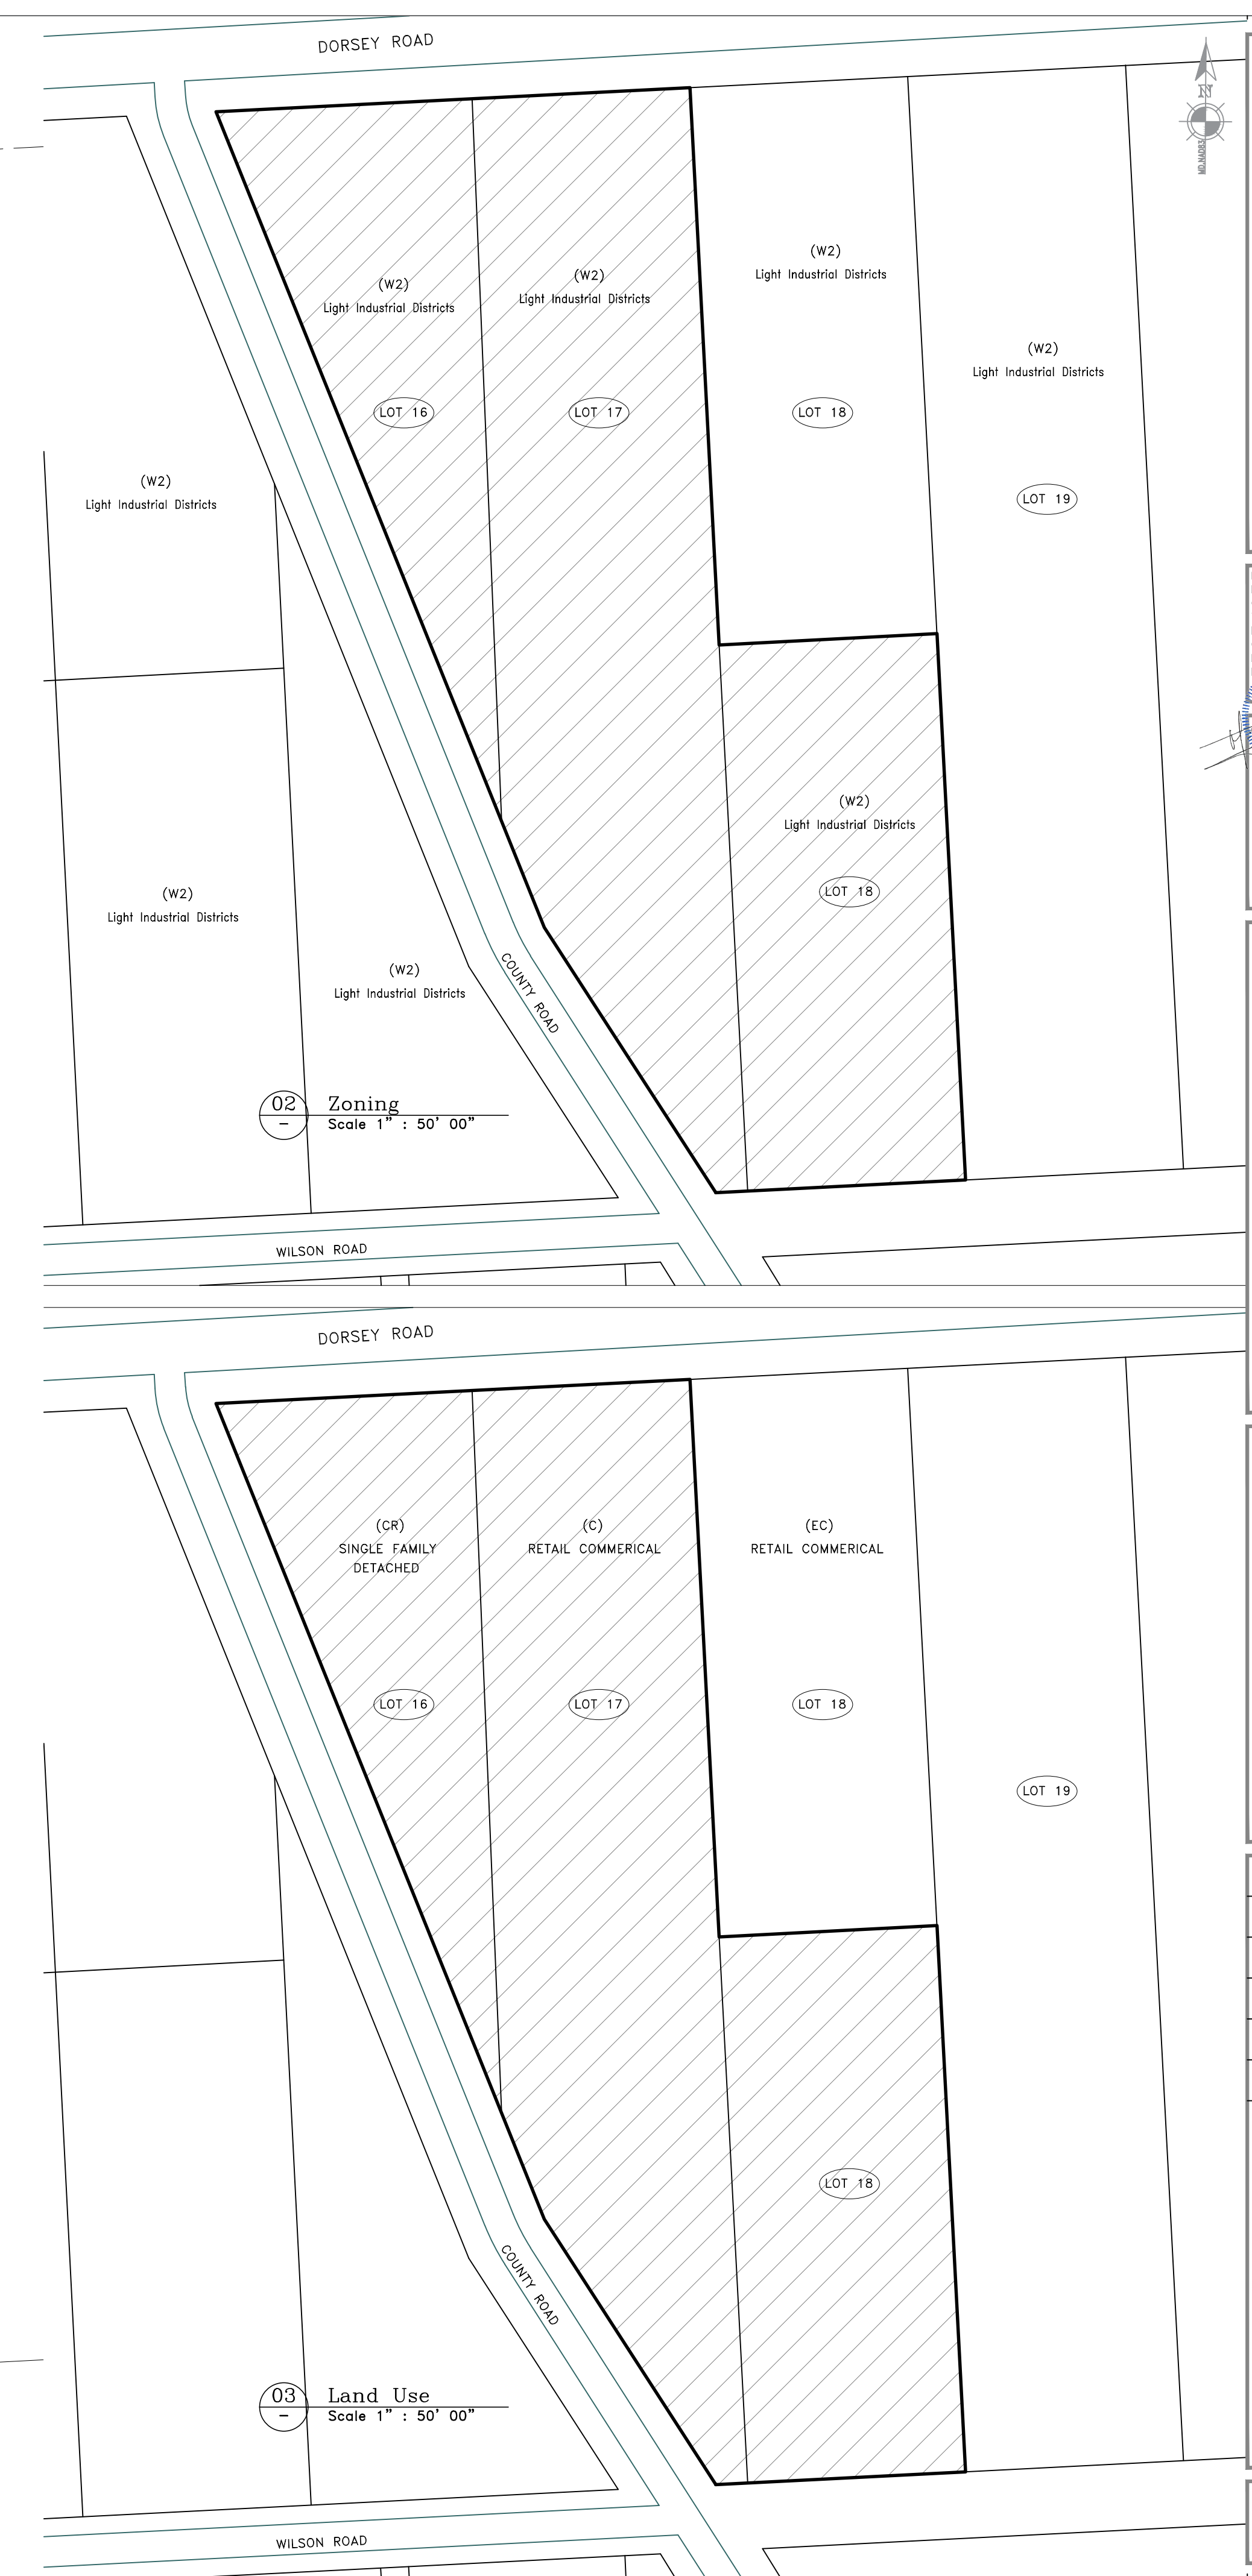 DORSEY ROAD
N
MD.NAD83
(W2)
Light Industrial Districts
(W2)
Light Industrial Districts
(W2)
Light Industrial Districts
(W2)
Light Industrial Districts
LOT 16
LOT 17
LOT 18
LOT 19
(W2)
Light Industrial Districts
(W2)
Light Industrial Districts
LOT 18
(W2)
Light Industrial Districts
(W2)
Light Industrial Districts
COUNTY ROAD
02
Zoning
–
Scale 1" : 50' 00"
WILSON ROAD
DORSEY ROAD
(CR)
SINGLE FAMILY
DETACHED
(C)
RETAIL COMMERICAL
(EC)
RETAIL COMMERICAL
LOT 16
LOT 17
LOT 18
LOT 19
LOT 18
COUNTY ROAD
03
Land Use
–
Scale 1" : 50' 00"
WILSON ROAD